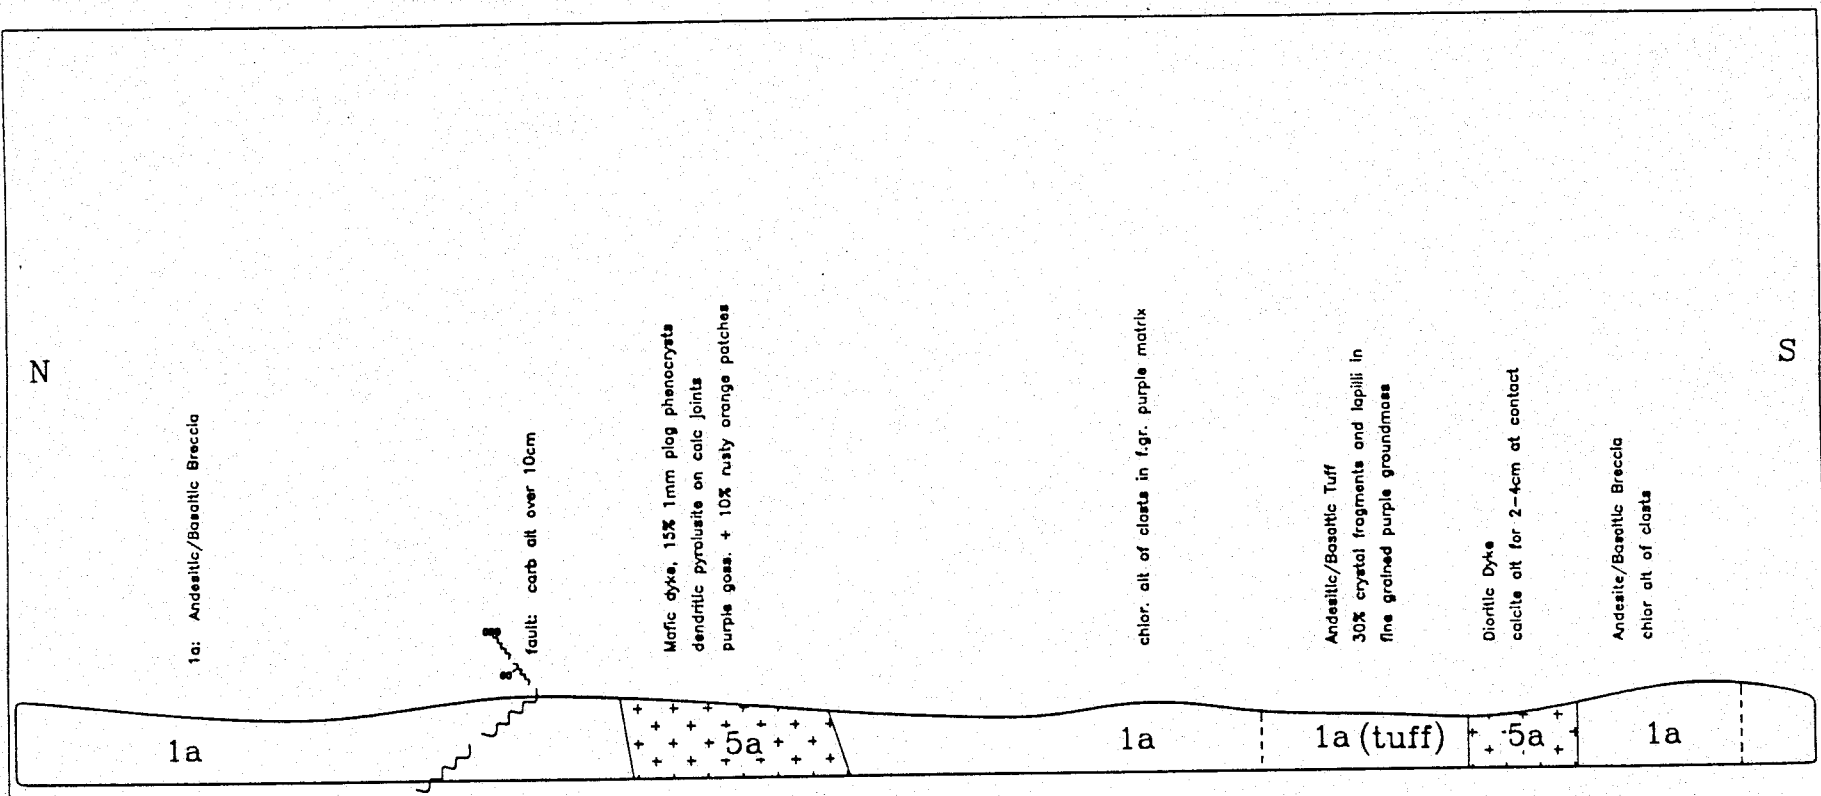 N
S
1a: Andesitic/Basaltic Breccia
fault: carb alt over 10cm
Mafic dyke, 15% 1mm plag phenocrysts
dendritic pyrolusite on calc joints
purple goss. + 10% rusty orange patches
chlor. alt of clasts in f.gr. purple matrix
Andesitic/Basaltic Tuff
30% crystal fragments and lapilli in
fine grained purple groundmass
Dioritic Dyke
calcite alt for 2-4cm at contact
Andesite/Basaltic Breccia
chlor alt of clasts
1a
5a
1a
1a (tuff)
5a
1a